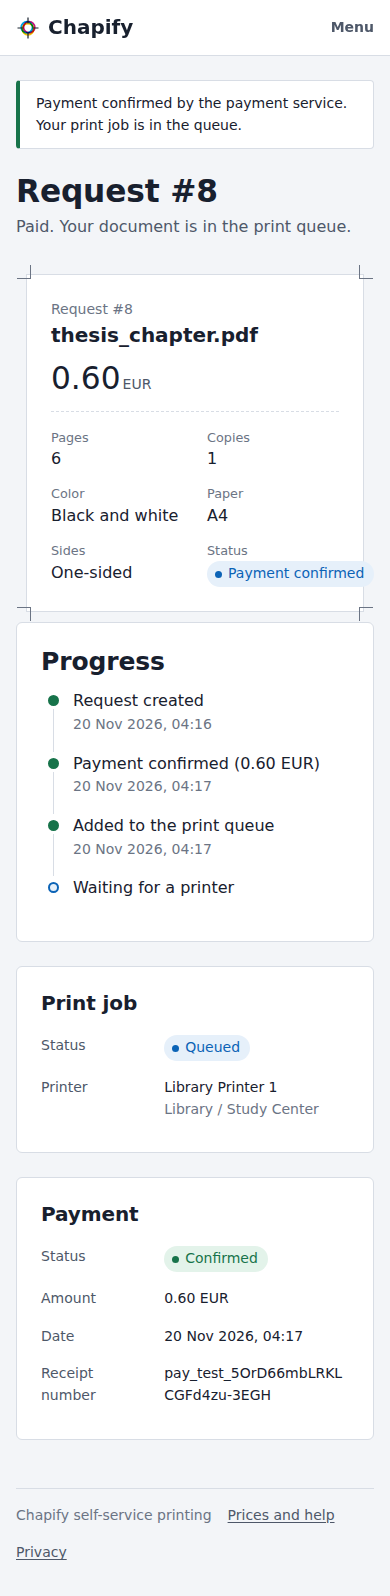 Chapify
Menu
Payment confirmed by the payment service.
Your print job is in the queue.
Request #8
Paid. Your document is in the print queue.
Request #8
thesis_chapter.pdf
0.60 EUR
Pages Copies
6 1
Color Paper
Black and white A4
Sides Status
One-sided Payment confirmed
Progress
Request created
20 Nov 2026, 04:16
Payment confirmed (0.60 EUR)
20 Nov 2026, 04:17
Added to the print queue
20 Nov 2026, 04:17
Waiting for a printer
Print job
Status Queued
Printer Library Printer 1
Library / Study Center
Payment
Status Confirmed
Amount 0.60 EUR
Date 20 Nov 2026, 04:17
Receipt pay_test_5OrD66mbLRKL
number CGFd4zu-3EGH
Chapify self-service printing Prices and help
Privacy